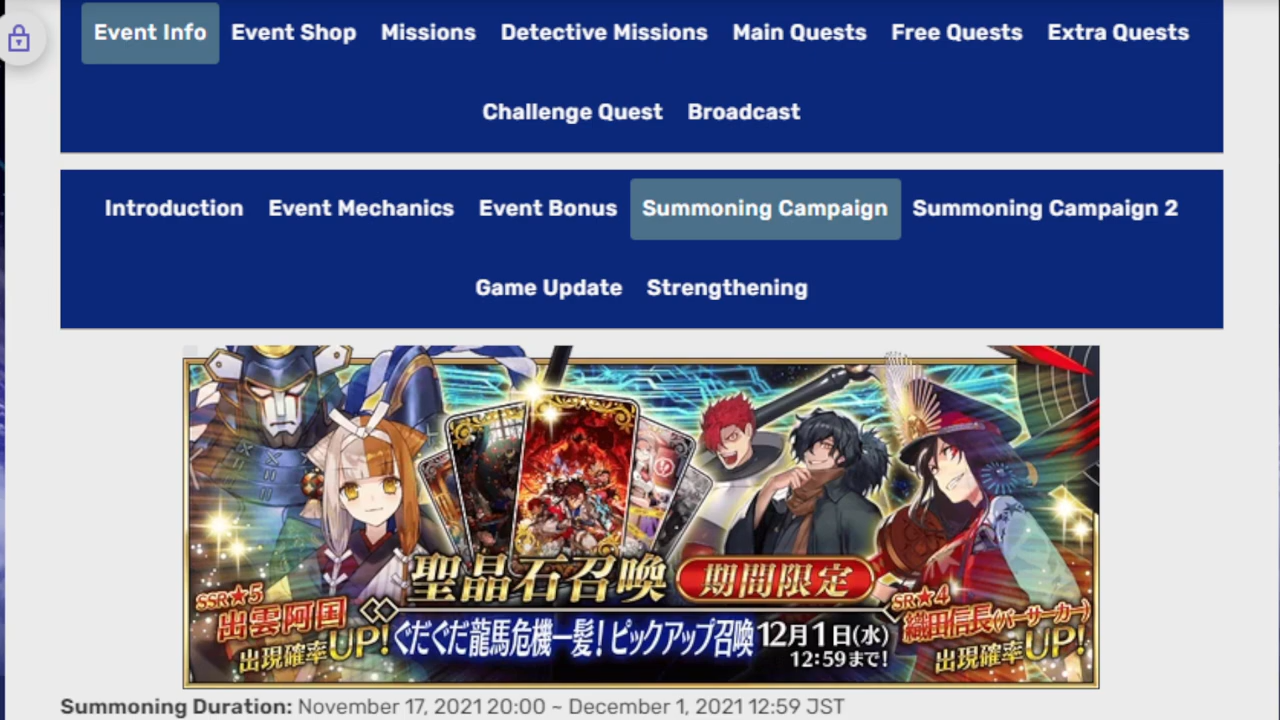 Event Info Event Shop Missions Detective Missions Main Quests Free Quests Extra Quests
Challenge Quest Broadcast
Introduction Event Mechanics Event Bonus Summoning Campaign Summoning Campaign 2
Game Update Strengthening
聖晶石召喚 期間限定
SSR★5
出雲阿国
出現確率UP!
ぐだぐだ龍馬危機一髪! ピックアップ召喚
12月1日(水)
12:59まで!
SR★4
織田信長(バーサーカー)
出現確率UP!
Summoning Duration: November 17, 2021 20:00 ~ December 1, 2021 12:59 JST